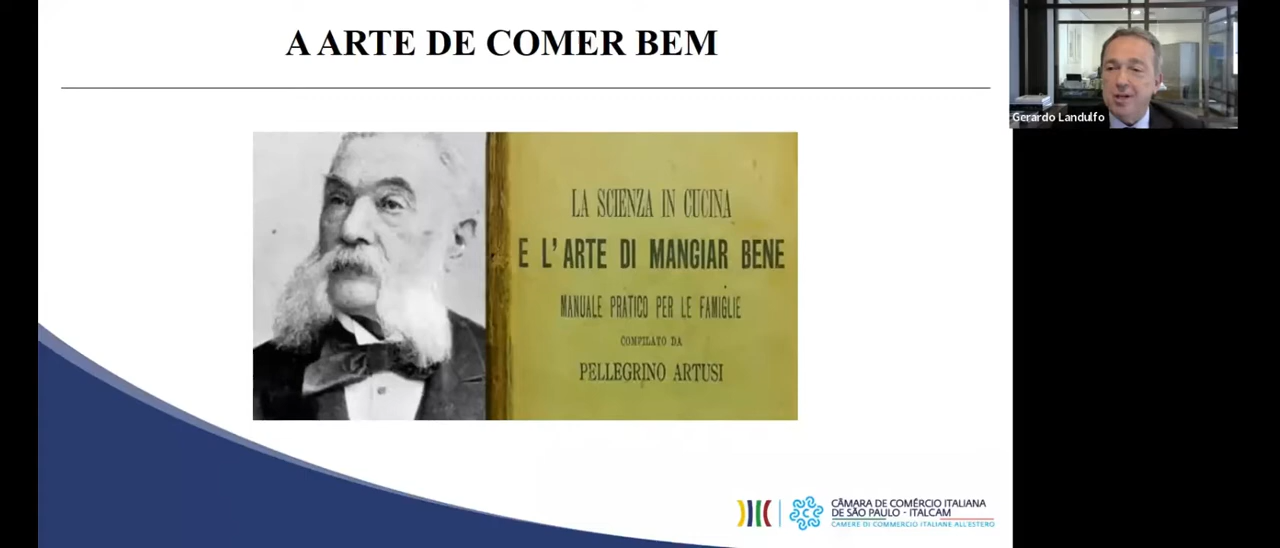 A ARTE DE COMER BEM
Gerardo Landulfo
LA SCIENZA IN CUCINA
E L'ARTE DI MANGIAR BENE
MANUALE PRATICO PER LE FAMIGLIE
COMPILATO DA
PELLEGRINO ARTUSI
CÂMARA DE COMÉRCIO ITALIANA
DE SÃO PAULO - ITALCAM
CAMERE DI COMMERCIO ITALIANE ALL'ESTERO